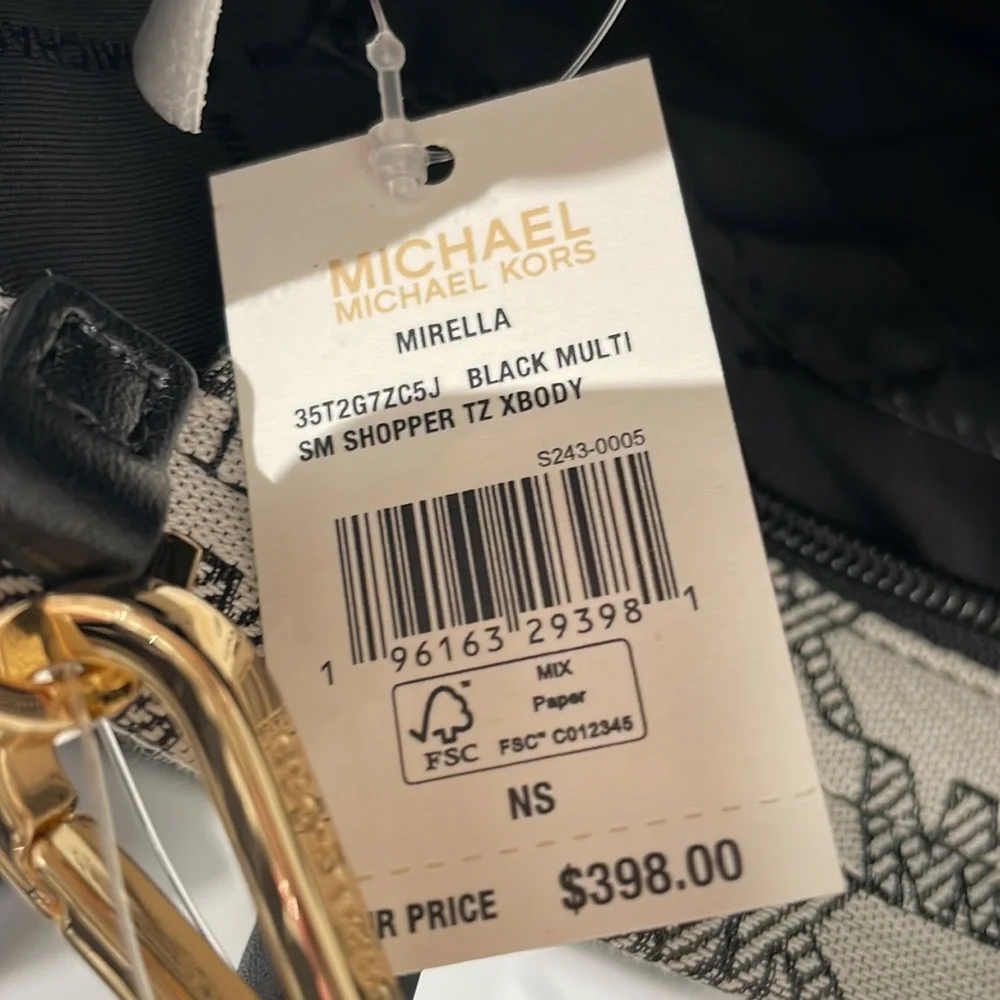 MICHAEL
MICHAEL KORS
MIRELLA
35T2G7ZC5J BLACK MULTI
SM SHOPPER TZ XBODY
S243-0005
1 96163 29398 1
MIX
Paper
FSC™ C012345
FSC
NS
R PRICE $398.00